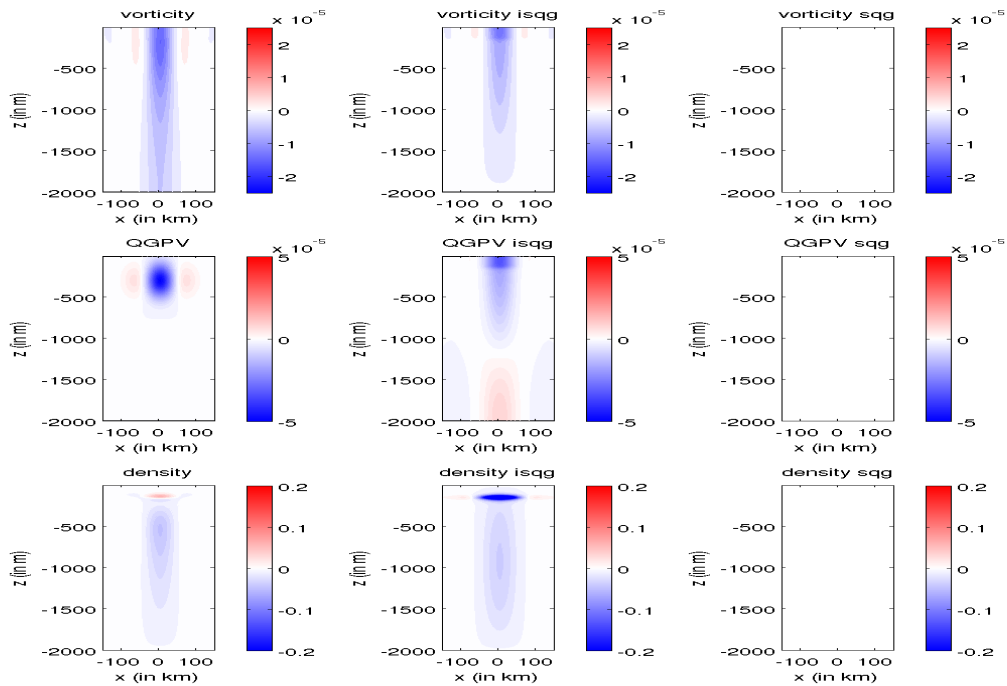 vorticity
x 10⁻⁵
2
1
0
-1
-2
-500
-1000
-1500
-2000
z (in m)
-100 0 100
x (in km)
vorticity isqg
x 10⁻⁵
2
1
0
-1
-2
-500
-1000
-1500
-2000
z (in m)
-100 0 100
x (in km)
vorticity sqg
x 10⁻⁵
2
1
0
-1
-2
-500
-1000
-1500
-2000
z (in m)
-100 0 100
x (in km)
QGPV
x 10⁻⁵
5
0
-5
-500
-1000
-1500
-2000
z (in m)
-100 0 100
x (in km)
QGPV isqg
x 10⁻⁵
5
0
-5
-500
-1000
-1500
-2000
z (in m)
-100 0 100
x (in km)
QGPV sqg
x 10⁻⁵
5
0
-5
-500
-1000
-1500
-2000
z (in m)
-100 0 100
x (in km)
density
0.2
0.1
0
-0.1
-0.2
-500
-1000
-1500
-2000
z (in m)
-100 0 100
x (in km)
density isqg
0.2
0.1
0
-0.1
-0.2
-500
-1000
-1500
-2000
z (in m)
-100 0 100
x (in km)
density sqg
0.2
0.1
0
-0.1
-0.2
-500
-1000
-1500
-2000
z (in m)
-100 0 100
x (in km)